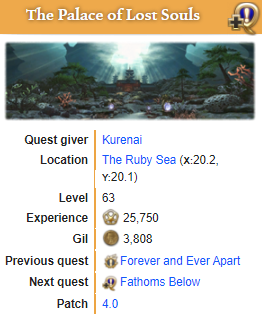 The Palace of Lost Souls
Quest giver Kurenai
Location The Ruby Sea (X:20.2,
Y:20.1)
Level 63
Experience 25,750
Gil 3,808
Previous quest Forever and Ever Apart
Next quest Fathoms Below
Patch 4.0